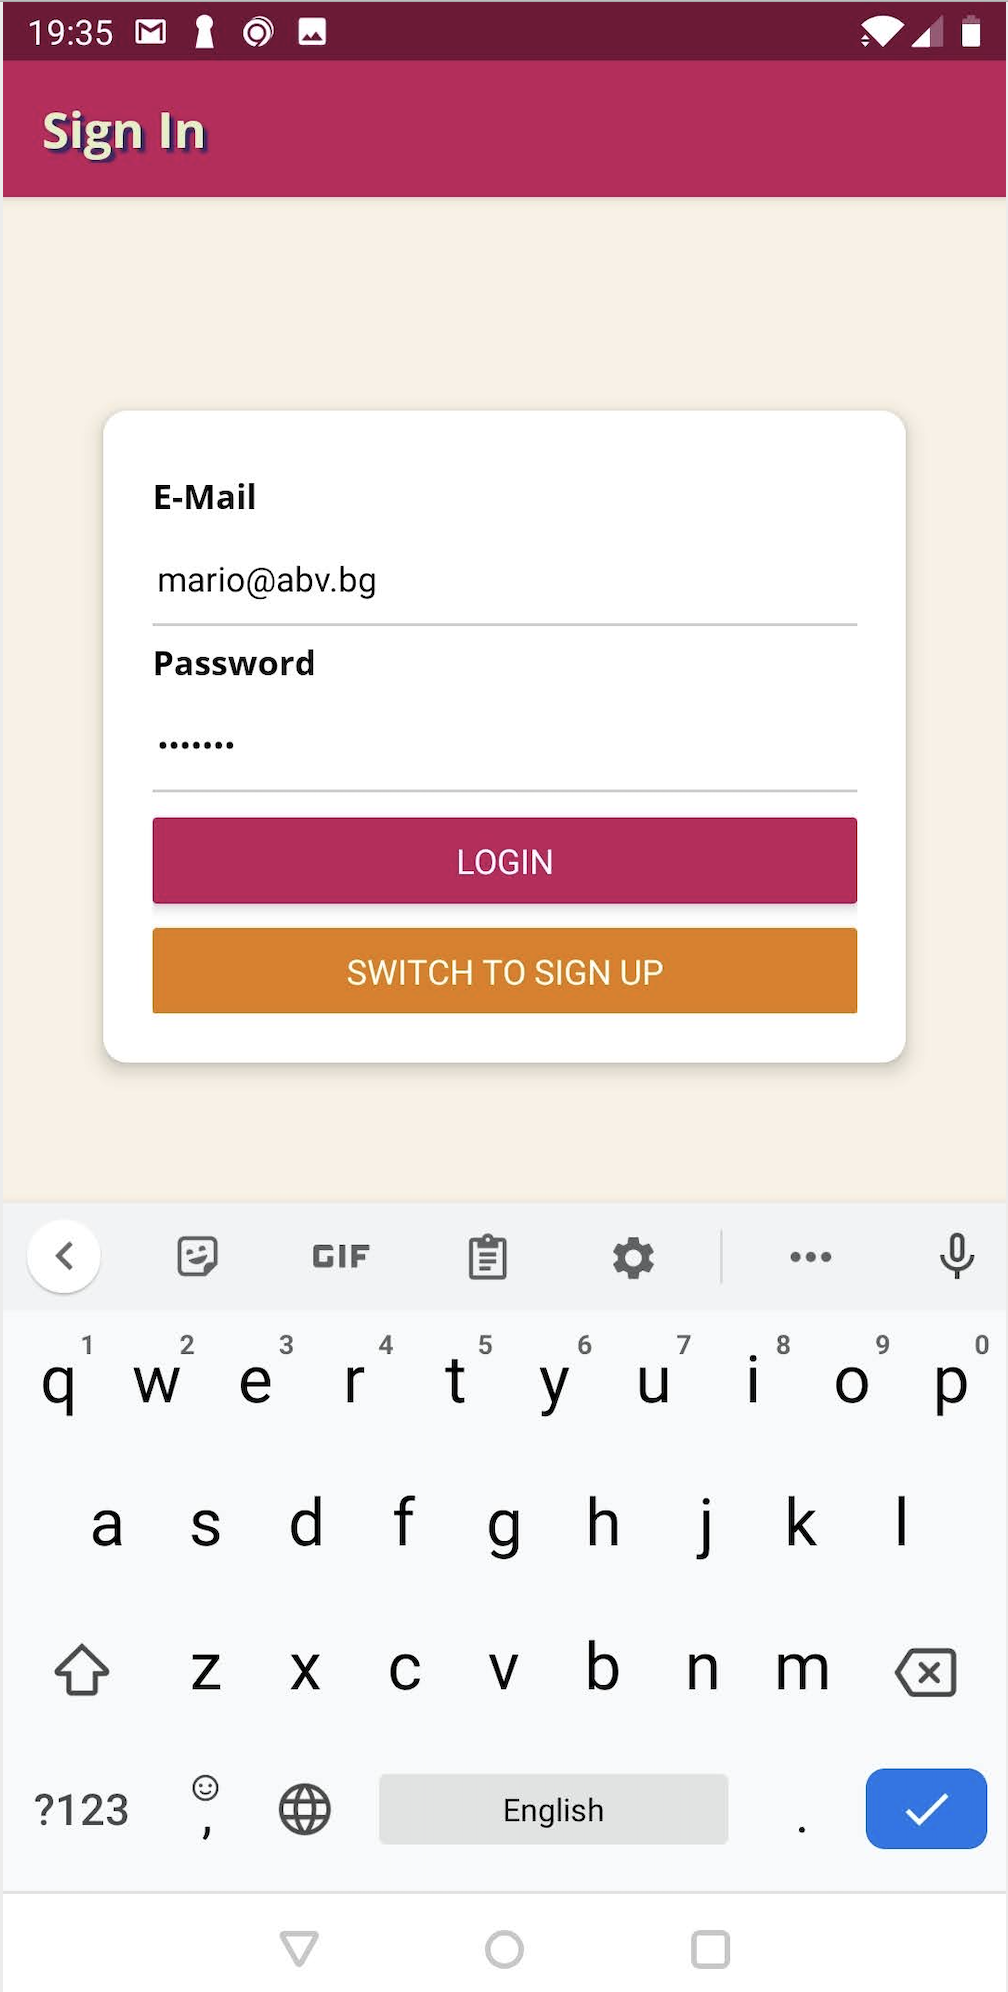 19:35
Sign In
E-Mail
mario@abv.bg
Password
•••••••
LOGIN
SWITCH TO SIGN UP
GIF
1 2 3 4 5 6 7 8 9 0
q w e r t y u i o p
a s d f g h j k l
z x c v b n m
?123 , English .